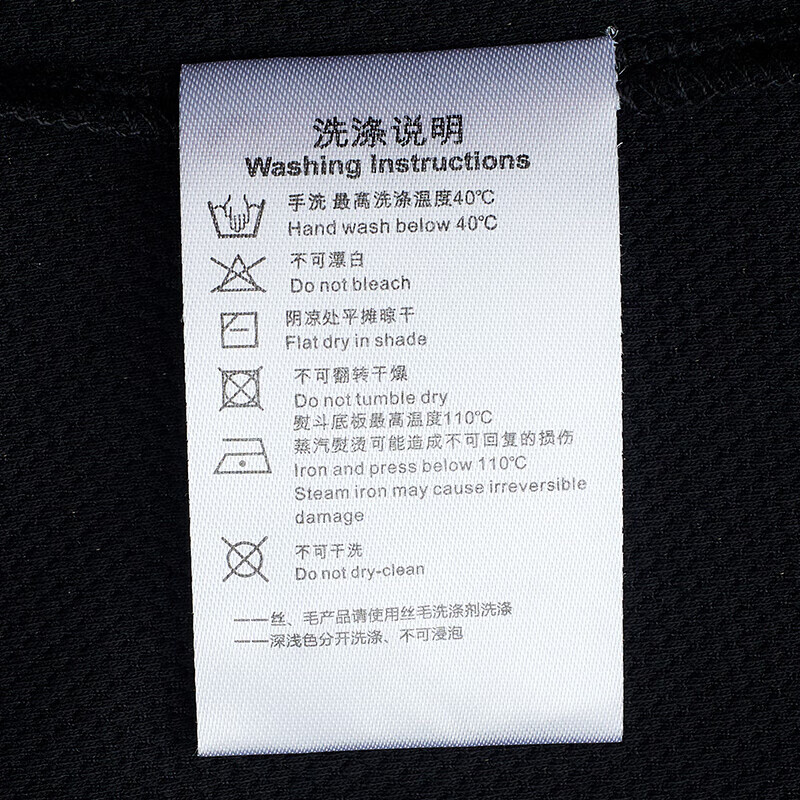 洗涤说明
Washing Instructions
手洗 最高洗涤温度40℃
Hand wash below 40℃
不可漂白
Do not bleach
阴凉处平摊晾干
Flat dry in shade
不可翻转干燥
Do not tumble dry
熨斗底板最高温度110℃
蒸汽熨烫可能造成不可回复的损伤
Iron and press below 110℃
Steam iron may cause irreversible
damage
不可干洗
Do not dry-clean
——丝、毛产品请使用丝毛洗涤剂洗涤
——深浅色分开洗涤、不可浸泡